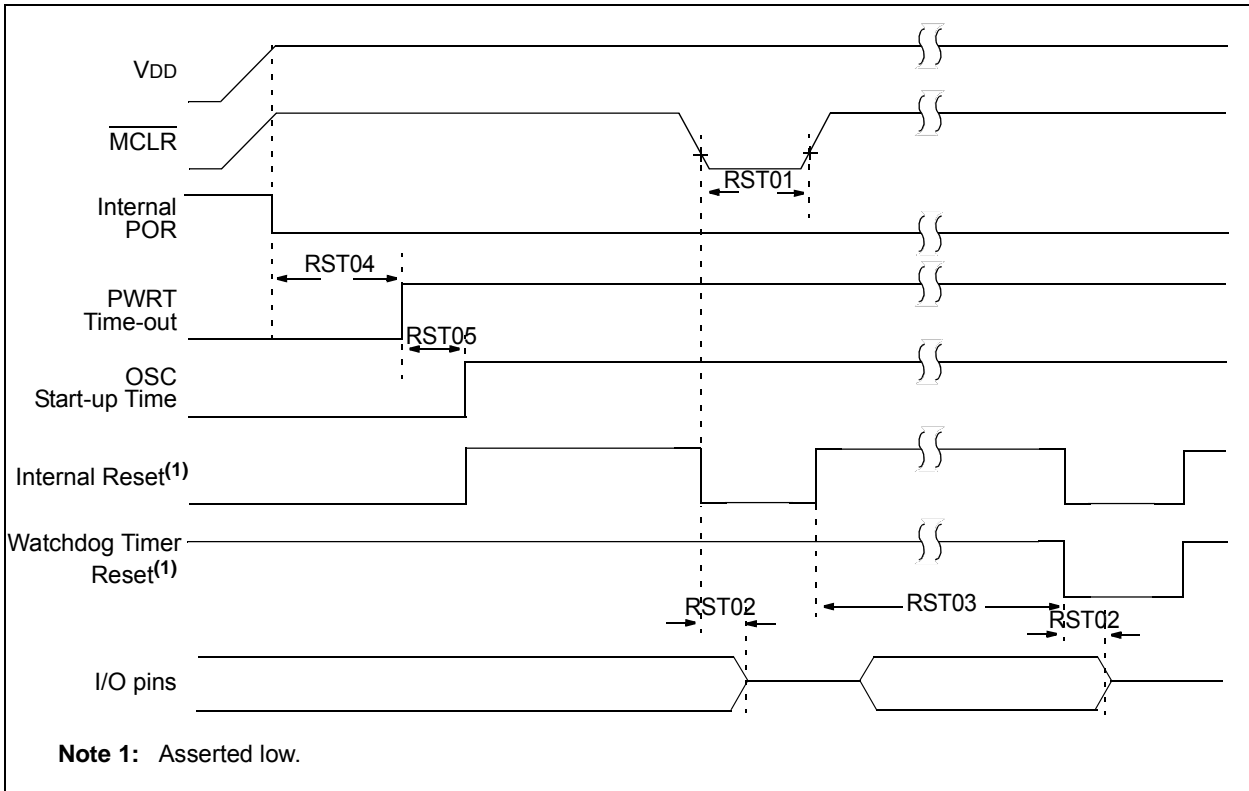 VDD
MCLR
RST01
Internal
POR
RST04
PWRT
Time-out
RST05
OSC
Start-up Time
Internal Reset(1)
Watchdog Timer
Reset(1)
RST02
RST03
RST02
I/O pins
Note 1: Asserted low.